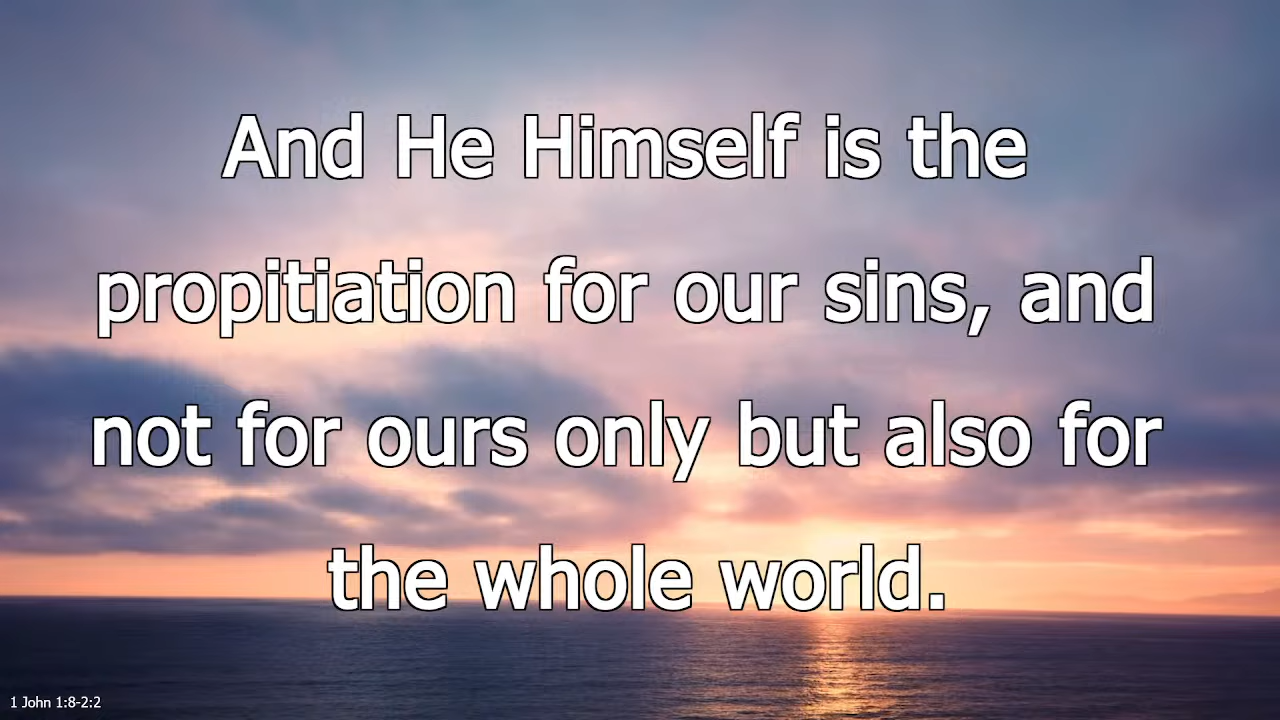 And He Himself is the
propitiation for our sins, and
not for ours only but also for
the whole world.
1 John 1:8-2:2